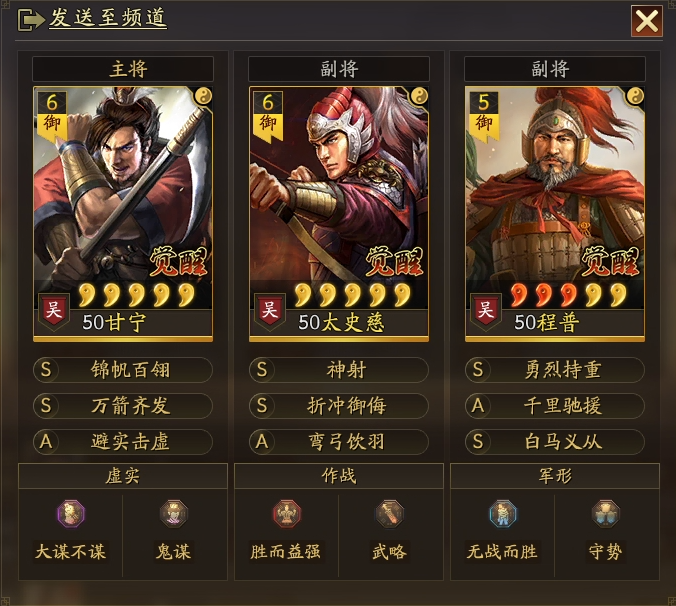 发送至频道
主将 副将 副将
6 6 5
御 御 御
觉醒 觉醒 觉醒
吴 吴 吴
50甘宁 50太史慈 50程普
S 锦帆百翎 S 神射 S 勇烈持重
S 万箭齐发 S 折冲御侮 A 千里驰援
A 避实击虚 A 弯弓饮羽 S 白马义从
虚实 作战 军形
大谋不谋 鬼谋 胜而益强 武略 无战而胜 守势